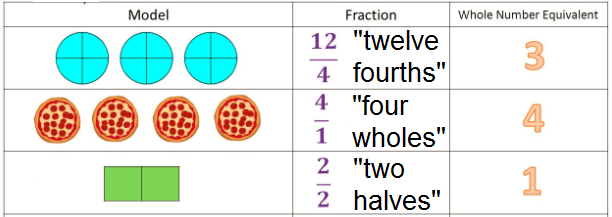 Model Fraction Whole Number Equivalent
12/4 "twelve fourths" 3
4/1 "four wholes" 4
2/2 "two halves" 1